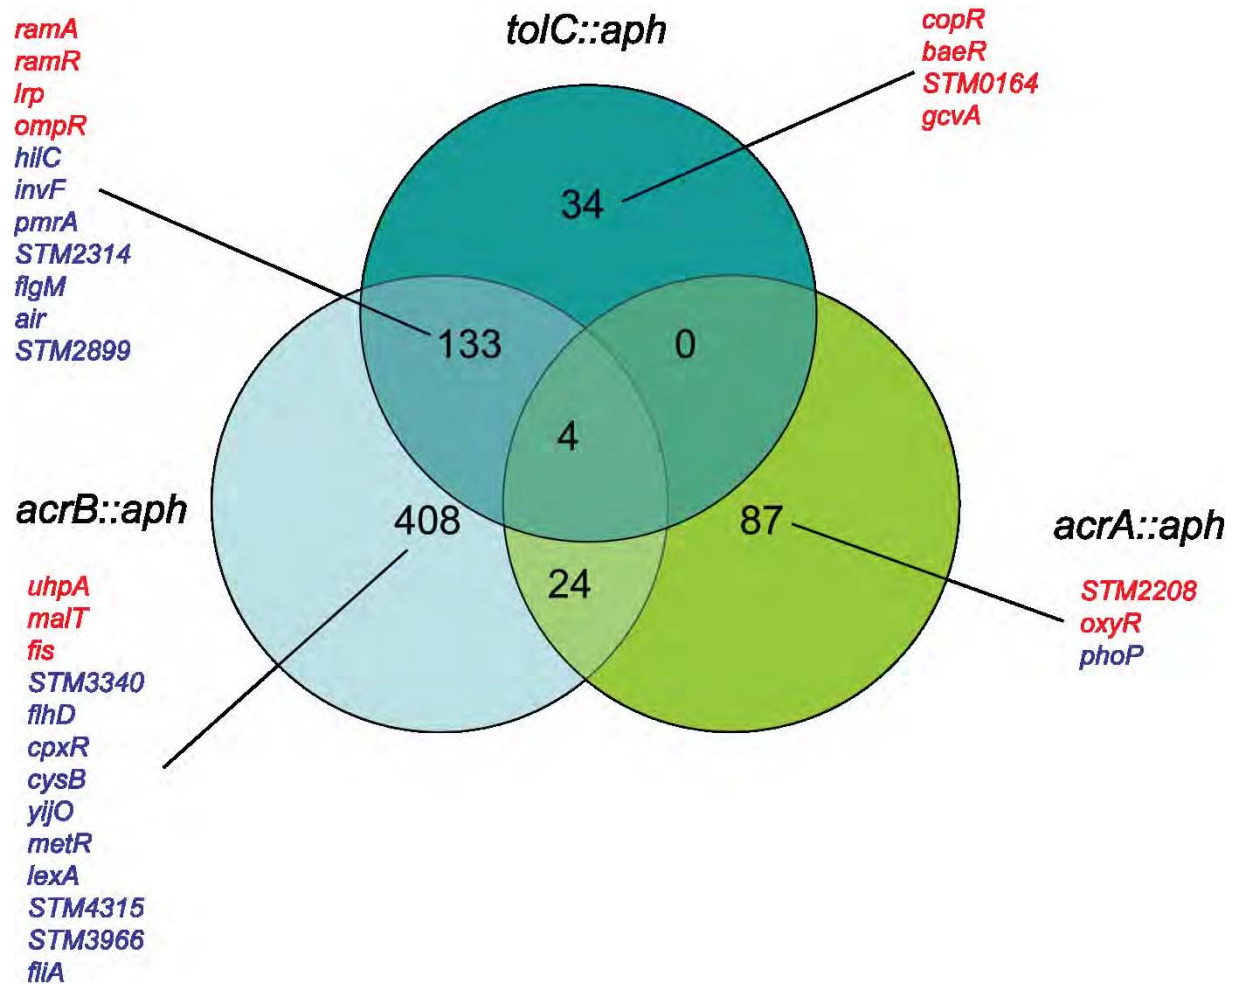 ramA
ramR
lrp
ompR
hilC
invF
pmrA
STM2314
flgM
air
STM2899
tolC::aph
copR
baeR
STM0164
gcvA
34
133
0
4
acrB::aph
408
87
acrA::aph
24
uhpA
malT
fis
STM3340
flhD
cpxR
cysB
yijO
metR
lexA
STM4315
STM3966
fliA
STM2208
oxyR
phoP